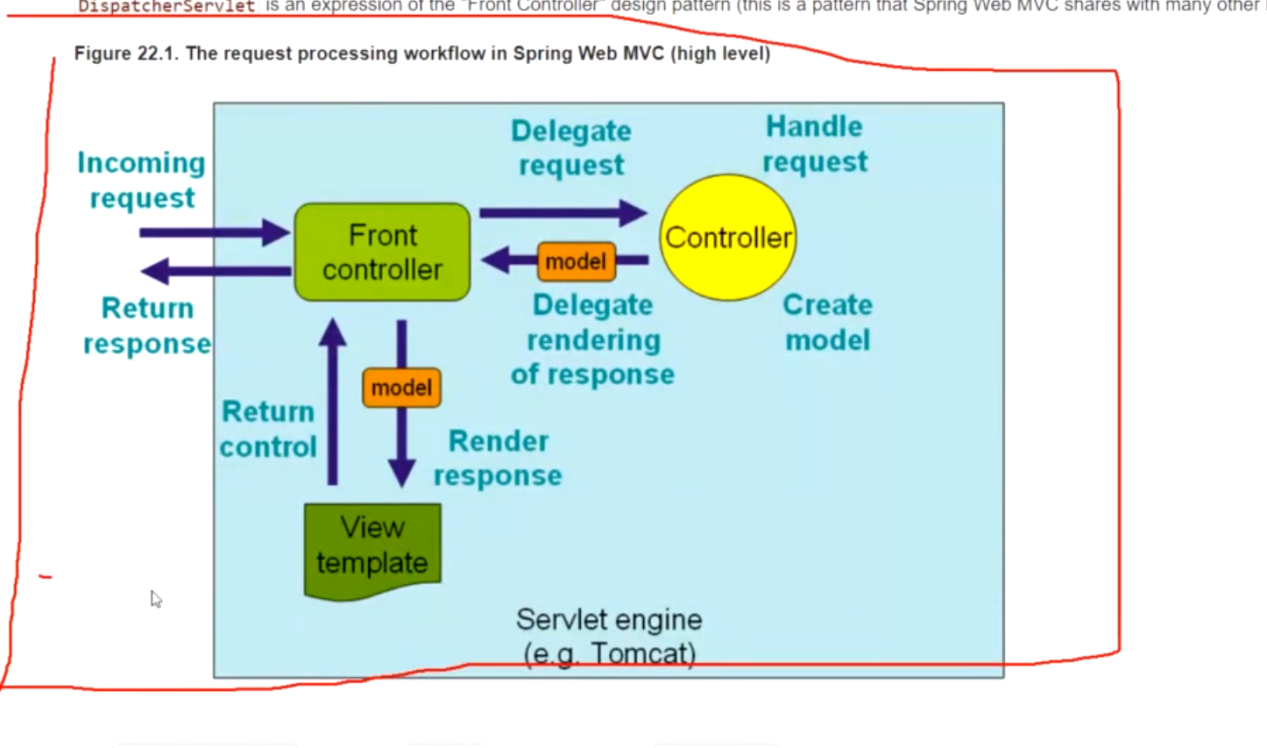 DispatcherServlet is an expression of the "Front Controller" design pattern (this is a pattern that Spring Web MVC shares with many other
Figure 22.1. The request processing workflow in Spring Web MVC (high level)
Incoming
request
Return
response
Front
controller
Delegate
request
model
Delegate
rendering
of response
Handle
request
Controller
Create
model
Return
control
model
Render
response
View
template
Servlet engine
(e.g. Tomcat)